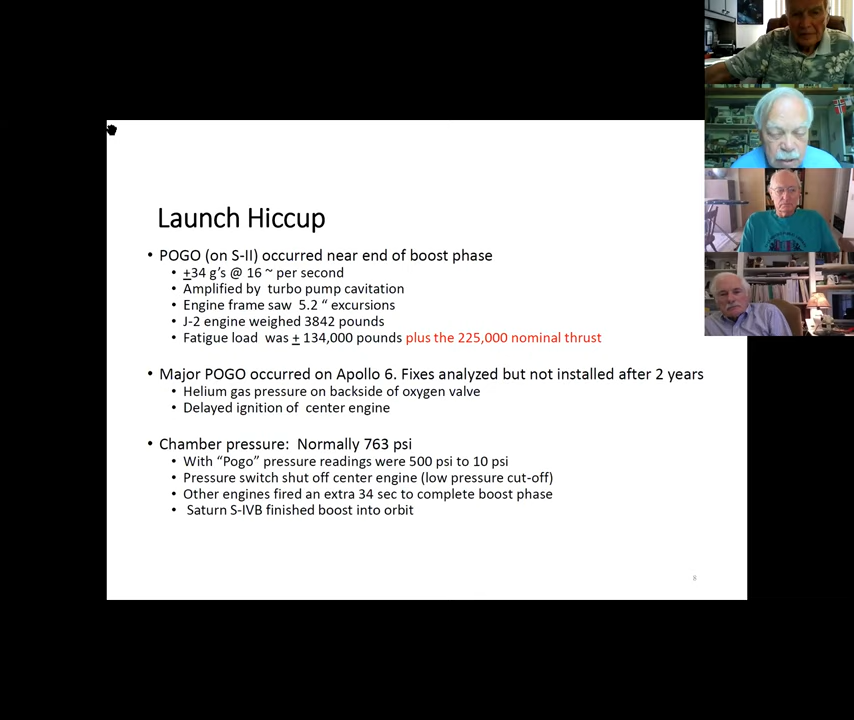 Launch Hiccup
• POGO (on S-II) occurred near end of boost phase
• ±34 g's @ 16 ~ per second
• Amplified by turbo pump cavitation
• Engine frame saw 5.2 “ excursions
• J-2 engine weighed 3842 pounds
• Fatigue load was ± 134,000 pounds plus the 225,000 nominal thrust
• Major POGO occurred on Apollo 6. Fixes analyzed but not installed after 2 years
• Helium gas pressure on backside of oxygen valve
• Delayed ignition of center engine
• Chamber pressure: Normally 763 psi
• With “Pogo” pressure readings were 500 psi to 10 psi
• Pressure switch shut off center engine (low pressure cut-off)
• Other engines fired an extra 34 sec to complete boost phase
• Saturn S-IVB finished boost into orbit
8